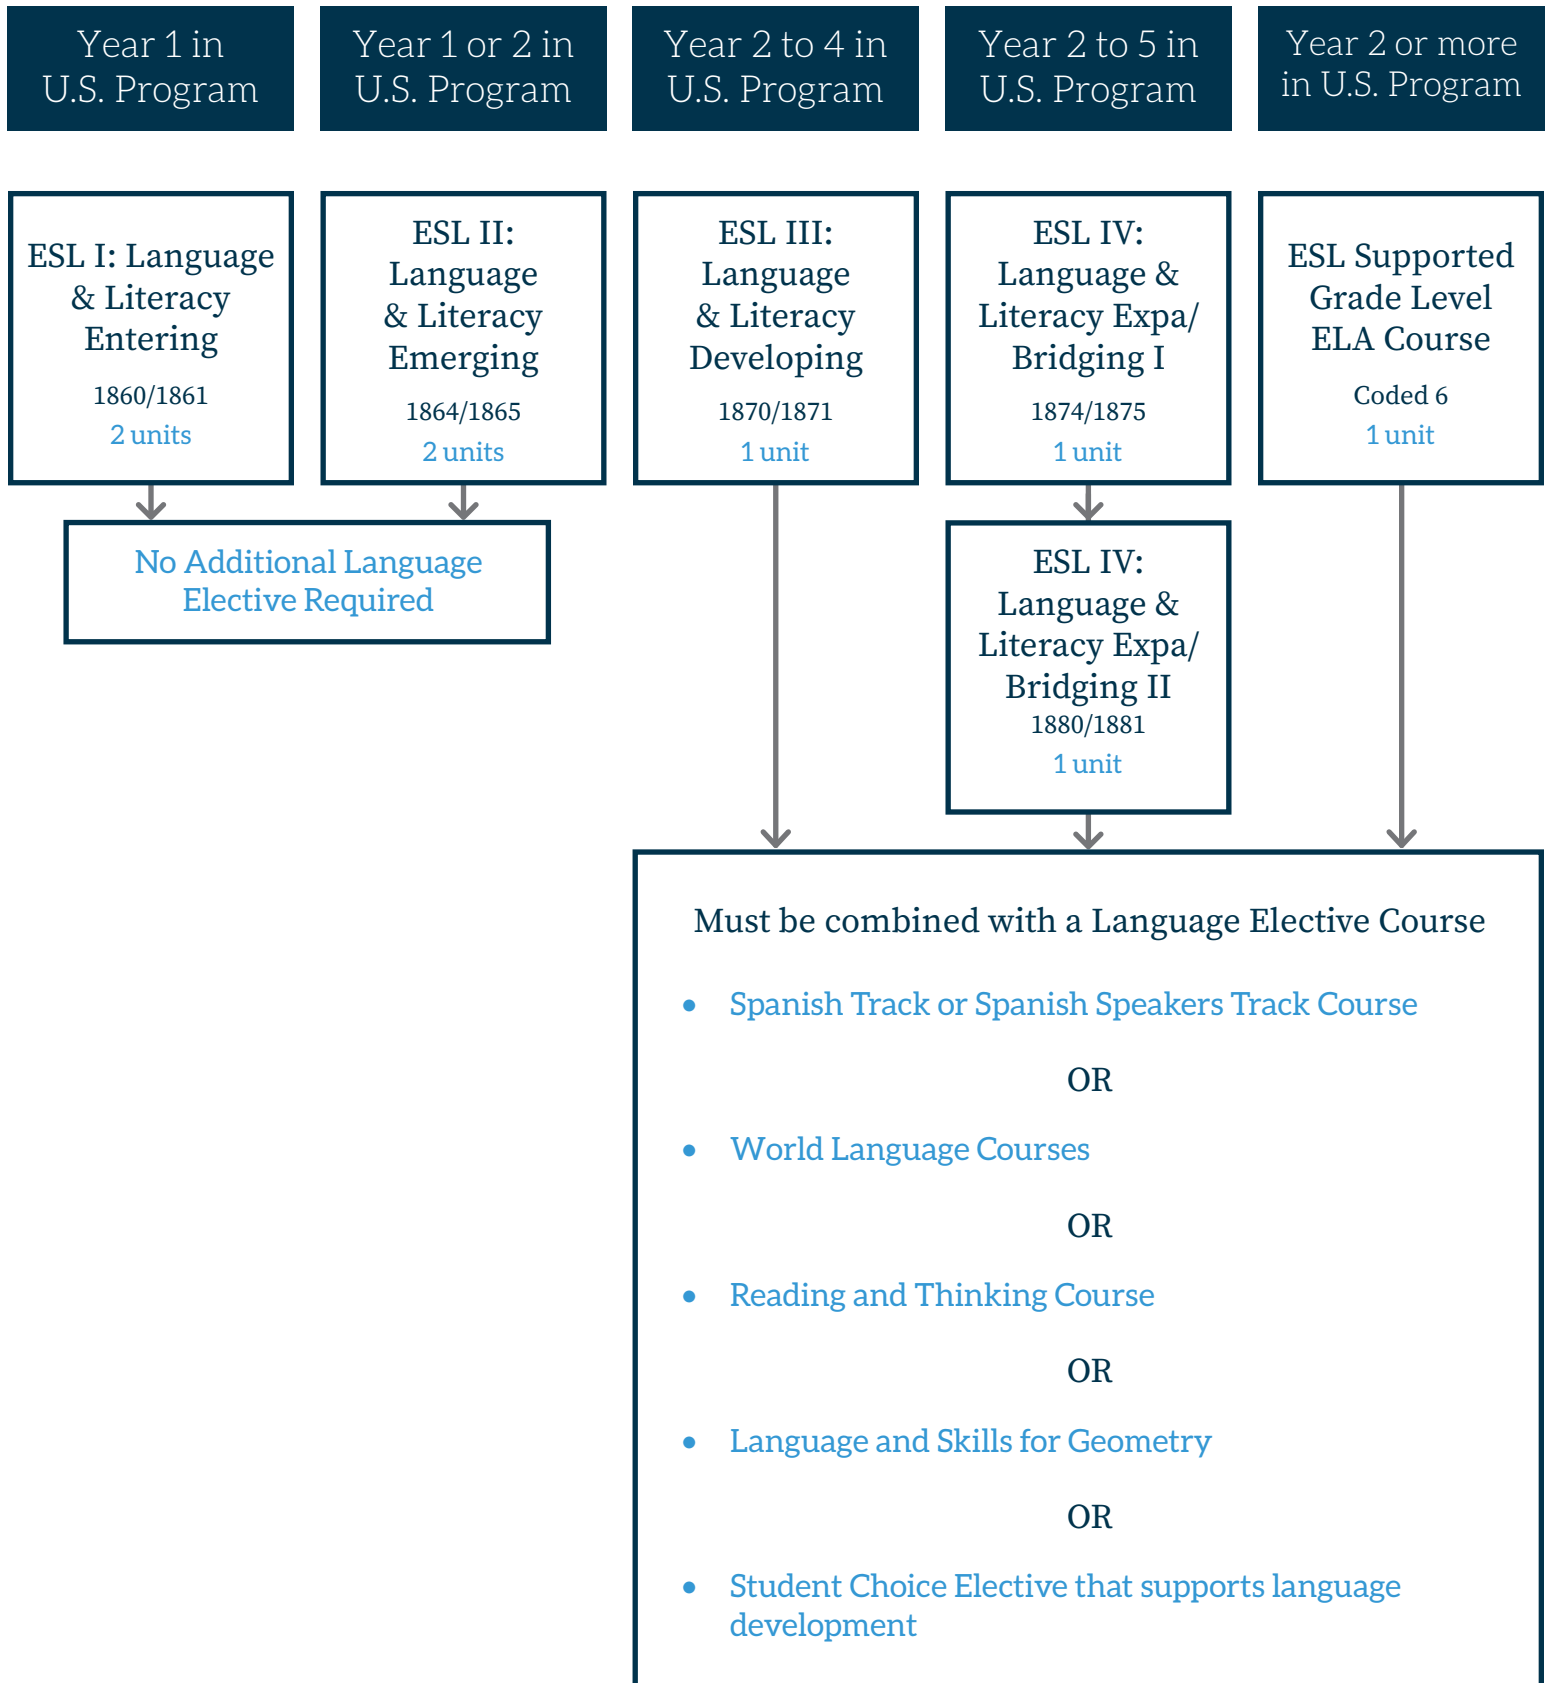 Year 1 in
U.S. Program
Year 1 or 2 in
U.S. Program
Year 2 to 4 in
U.S. Program
Year 2 to 5 in
U.S. Program
Year 2 or more
in U.S. Program
ESL I: Language
& Literacy
Entering
1860/1861
2 units
ESL II:
Language
& Literacy
Emerging
1864/1865
2 units
ESL III:
Language
& Literacy
Developing
1870/1871
1 unit
ESL IV:
Language &
Literacy Expa/
Bridging I
1874/1875
1 unit
ESL Supported
Grade Level
ELA Course
Coded 6
1 unit
No Additional Language
Elective Required
ESL IV:
Language &
Literacy Expa/
Bridging II
1880/1881
1 unit
Must be combined with a Language Elective Course
• Spanish Track or Spanish Speakers Track Course
OR
• World Language Courses
OR
• Reading and Thinking Course
OR
• Language and Skills for Geometry
OR
• Student Choice Elective that supports language
development